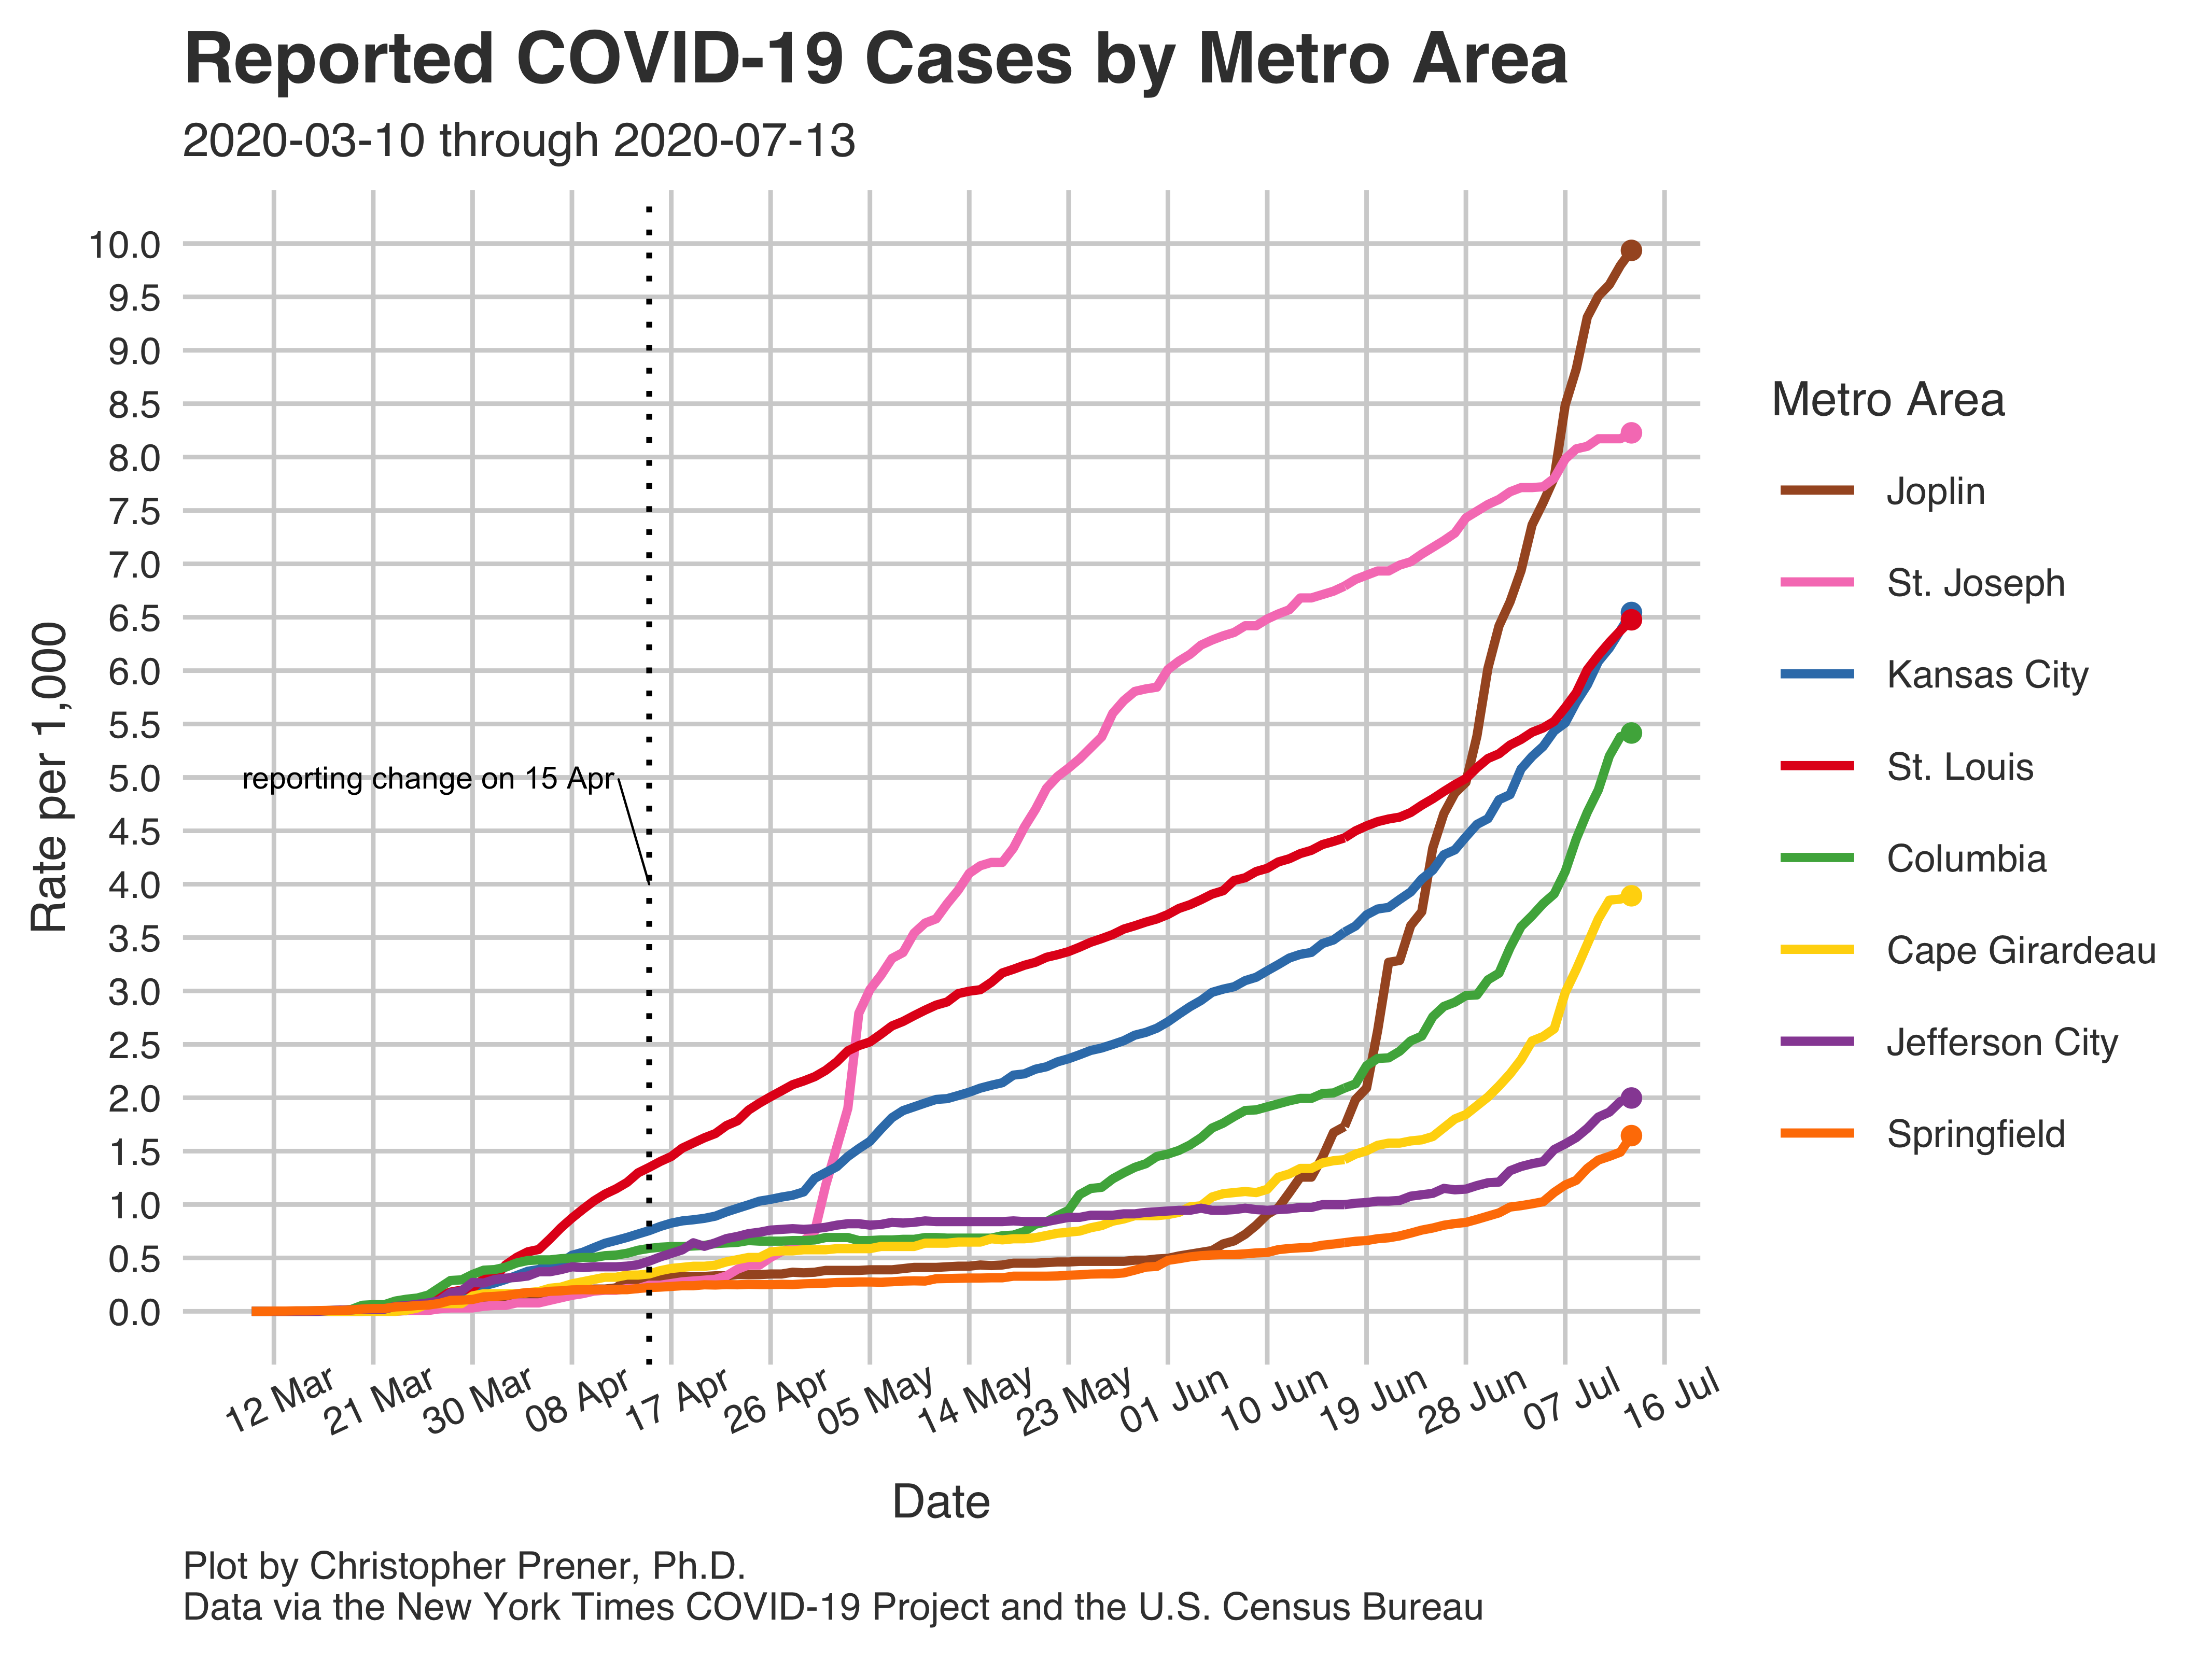 Reported COVID-19 Cases by Metro Area
2020-03-10 through 2020-07-13
Rate per 1,000
10.0
9.5
9.0
8.5
8.0
7.5
7.0
6.5
6.0
5.5
5.0
4.5
4.0
3.5
3.0
2.5
2.0
1.5
1.0
0.5
0.0
reporting change on 15 Apr
12 Mar
21 Mar
30 Mar
08 Apr
17 Apr
26 Apr
05 May
14 May
23 May
01 Jun
10 Jun
19 Jun
28 Jun
07 Jul
16 Jul
Date
Metro Area
Joplin
St. Joseph
Kansas City
St. Louis
Columbia
Cape Girardeau
Jefferson City
Springfield
Plot by Christopher Prener, Ph.D.
Data via the New York Times COVID-19 Project and the U.S. Census Bureau